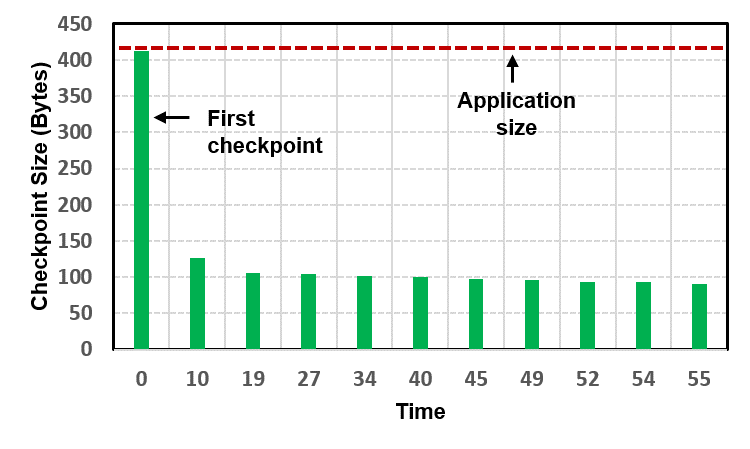 450
400
350
300
250
200
150
100
50
0
Checkpoint Size (Bytes)
First
checkpoint
Application
size
0 10 19 27 34 40 45 49 52 54 55
Time